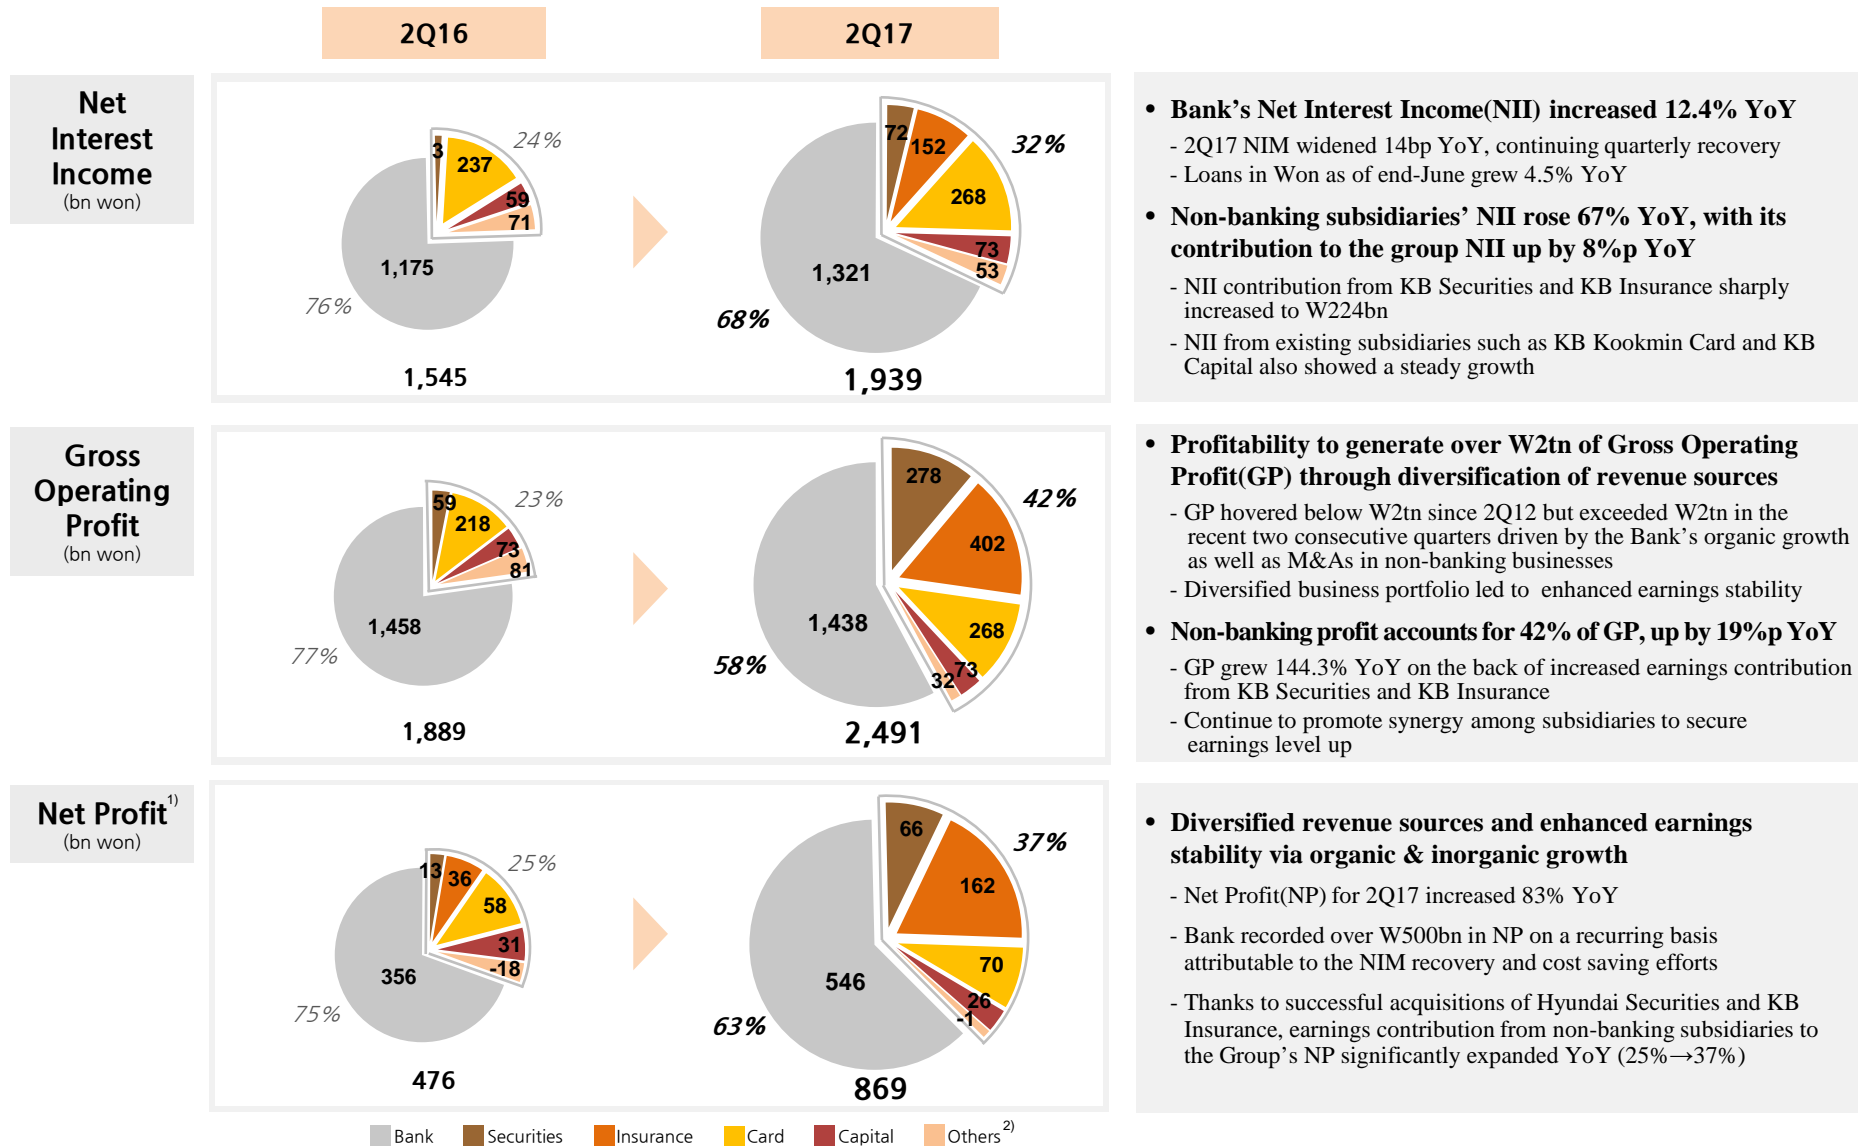 2Q16
2Q17
Net
Interest
Income
(bn won)
3
237
59
71
24%
1,175
76%
1,545
72
152
268
73
53
32%
1,321
68%
1,939
• Bank's Net Interest Income(NII) increased 12.4% YoY
- 2Q17 NIM widened 14bp YoY, continuing quarterly recovery
- Loans in Won as of end-June grew 4.5% YoY
• Non-banking subsidiaries' NII rose 67% YoY, with its
contribution to the group NII up by 8%p YoY
- NII contribution from KB Securities and KB Insurance sharply
increased to W224bn
- NII from existing subsidiaries such as KB Kookmin Card and KB
Capital also showed a steady growth
Gross
Operating
Profit
(bn won)
59
218
73
81
23%
1,458
77%
1,889
278
402
268
73
32
42%
1,438
58%
2,491
• Profitability to generate over W2tn of Gross Operating
Profit(GP) through diversification of revenue sources
- GP hovered below W2tn since 2Q12 but exceeded W2tn in the
recent two consecutive quarters driven by the Bank's organic growth
as well as M&As in non-banking businesses
- Diversified business portfolio led to enhanced earnings stability
• Non-banking profit accounts for 42% of GP, up by 19%p YoY
- GP grew 144.3% YoY on the back of increased earnings contribution
from KB Securities and KB Insurance
- Continue to promote synergy among subsidiaries to secure
earnings level up
Net Profit1)
(bn won)
13
36
58
31
-18
25%
356
75%
476
66
162
70
26
-1
37%
546
63%
869
• Diversified revenue sources and enhanced earnings
stability via organic & inorganic growth
- Net Profit(NP) for 2Q17 increased 83% YoY
- Bank recorded over W500bn in NP on a recurring basis
attributable to the NIM recovery and cost saving efforts
- Thanks to successful acquisitions of Hyundai Securities and KB
Insurance, earnings contribution from non-banking subsidiaries to
the Group's NP significantly expanded YoY (25%→37%)
Bank Securities Insurance Card Capital Others2)